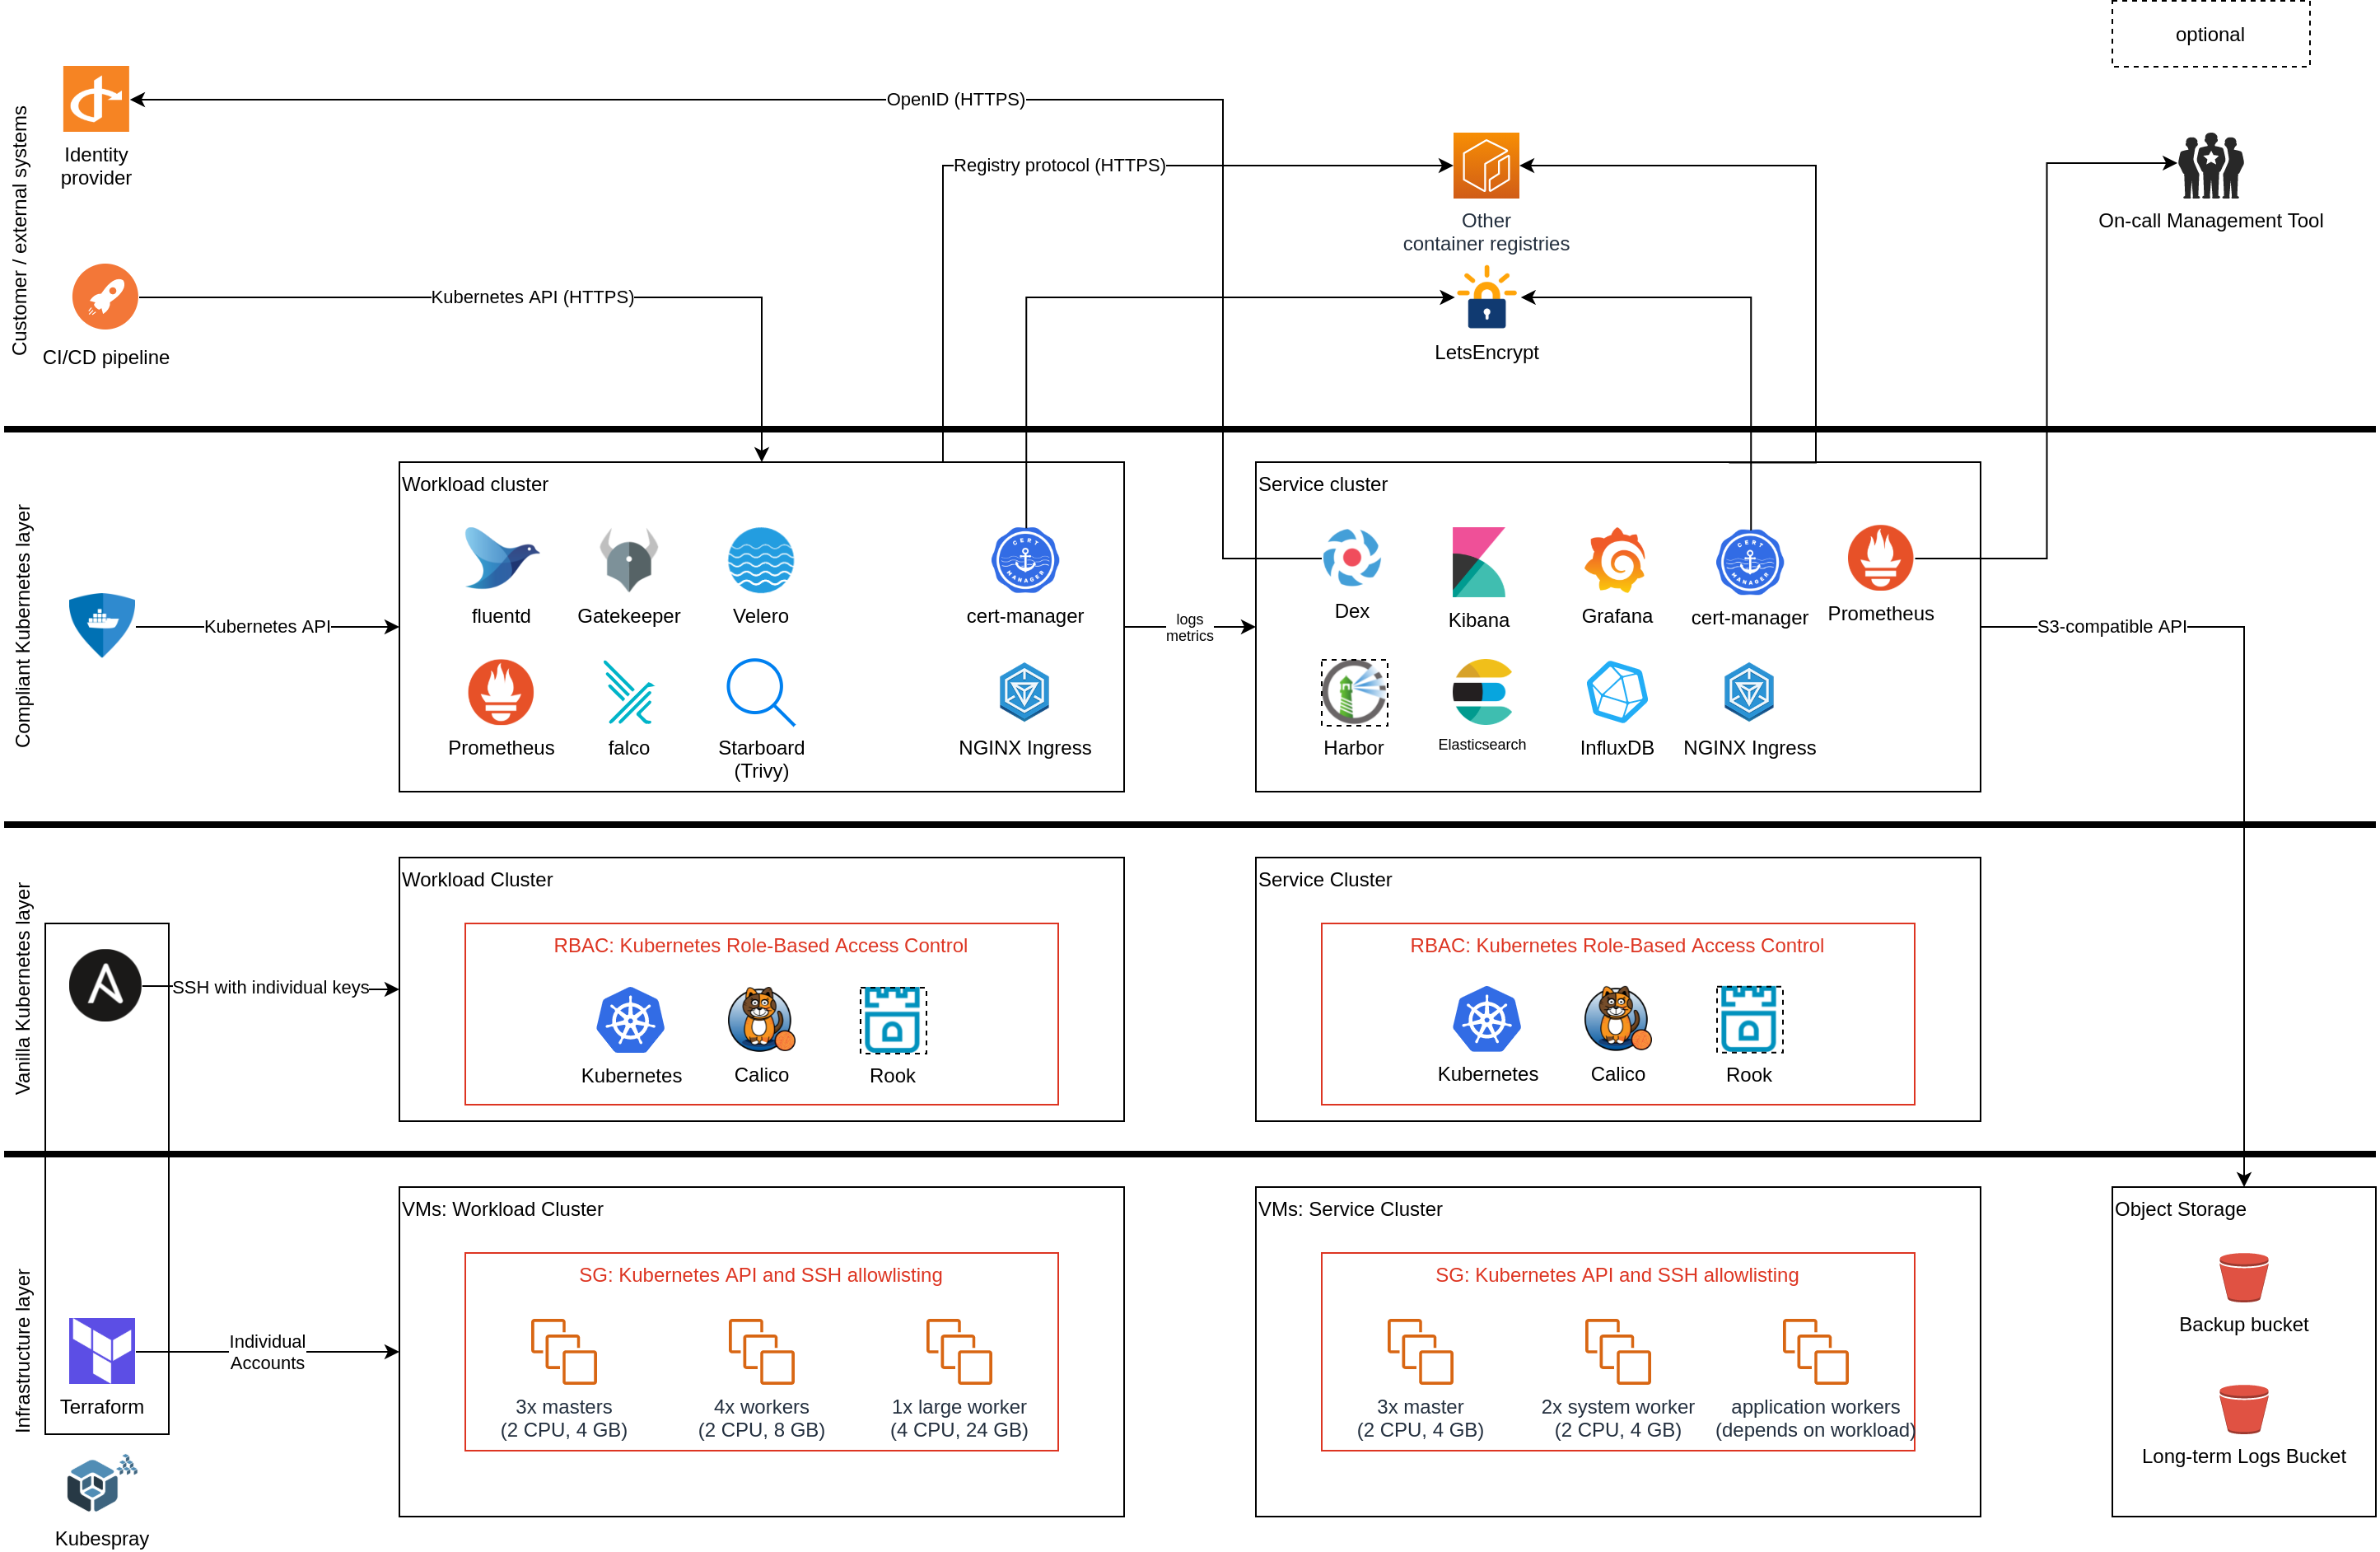 optional
Customer / external systems
Identity
provider
OpenID (HTTPS)
Registry protocol (HTTPS)
Other
container registries
On-call Management Tool
CI/CD pipeline
Kubernetes API (HTTPS)
LetsEncrypt
Compliant Kubernetes layer
Kubernetes API
Workload cluster
fluentd
Gatekeeper
Velero
cert-manager
CERT
MANAGER
Prometheus
falco
Starboard
(Trivy)
NGINX Ingress
logs
metrics
Service cluster
Dex
Kibana
Grafana
cert-manager
CERT
MANAGER
Prometheus
Harbor
Elasticsearch
InfluxDB
NGINX Ingress
S3-compatible API
Vanilla Kubernetes layer
SSH with individual keys
Workload Cluster
RBAC: Kubernetes Role-Based Access Control
Kubernetes
Calico
Rook
Service Cluster
RBAC: Kubernetes Role-Based Access Control
Kubernetes
Calico
Rook
Infrastructure layer
Terraform
Kubespray
Individual
Accounts
VMs: Workload Cluster
SG: Kubernetes API and SSH allowlisting
3x masters
(2 CPU, 4 GB)
4x workers
(2 CPU, 8 GB)
1x large worker
(4 CPU, 24 GB)
VMs: Service Cluster
SG: Kubernetes API and SSH allowlisting
3x master
(2 CPU, 4 GB)
2x system worker
(2 CPU, 4 GB)
application workers
(depends on workload)
Object Storage
Backup bucket
Long-term Logs Bucket